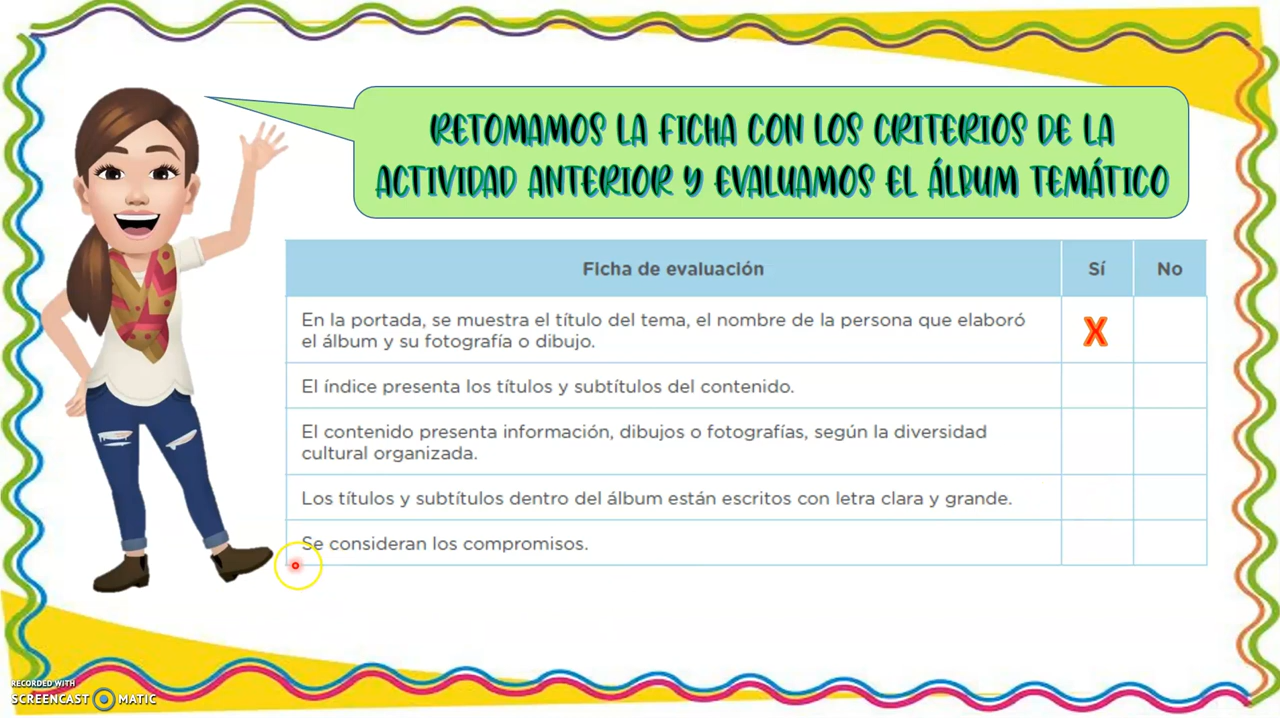 RETOMAMOS LA FICHA CON LOS CRITERIOS DE LA
ACTIVIDAD ANTERIOR Y EVALUAMOS EL ÁLBUM TEMÁTICO
Ficha de evaluación Sí No
En la portada, se muestra el título del tema, el nombre de la persona que elaboró
el álbum y su fotografía o dibujo.
X
El índice presenta los títulos y subtítulos del contenido.
El contenido presenta información, dibujos o fotografías, según la diversidad
cultural organizada.
Los títulos y subtítulos dentro del álbum están escritos con letra clara y grande.
Se consideran los compromisos.
RECORDED WITH
SCREENCAST MATIC